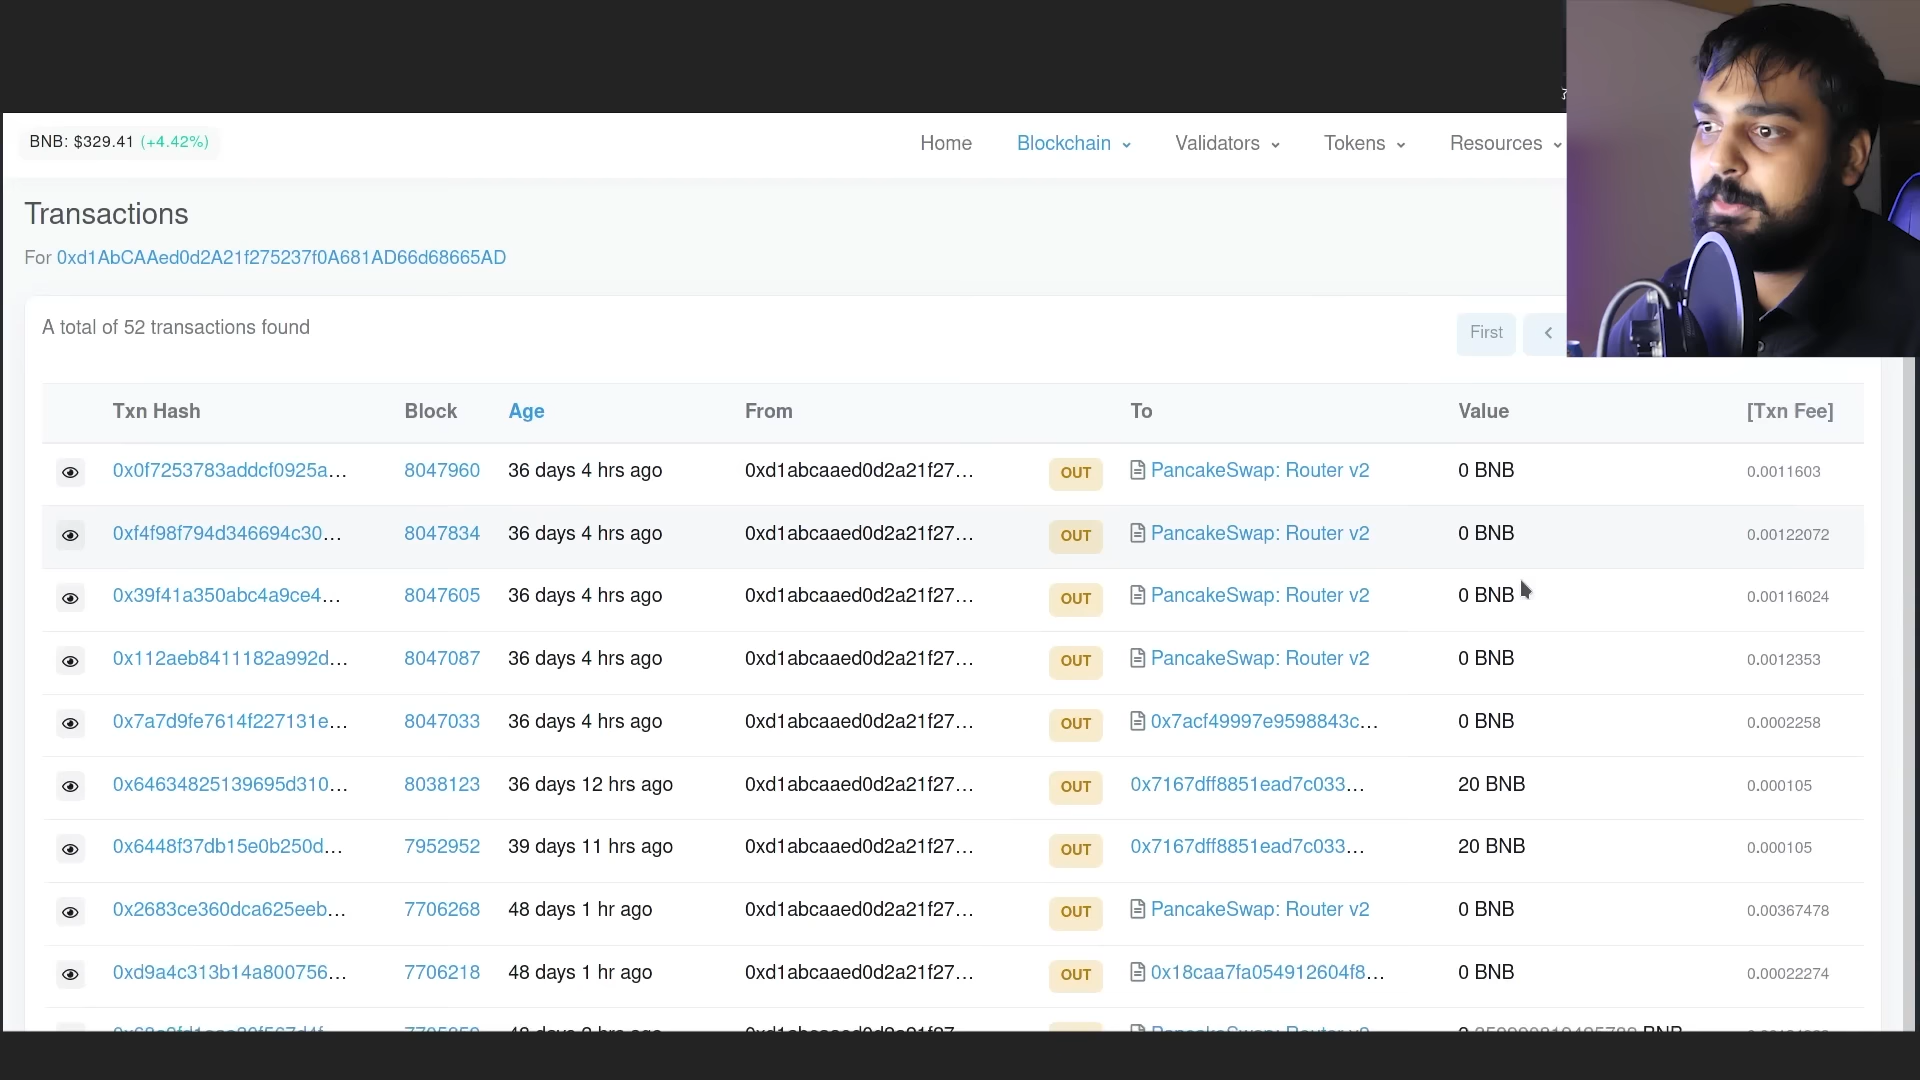 BNB: $329.41 (+4.42%)
Home Blockchain Validators Tokens Resources
Transactions
For 0xd1AbCAAed0d2A21f275237f0A681AD66d68665AD
A total of 52 transactions found
First
Txn Hash Block Age From To Value [Txn Fee]
0x0f7253783addcf0925a... 8047960 36 days 4 hrs ago 0xd1abcaaed0d2a21f27... OUT PancakeSwap: Router v2 0 BNB 0.0011603
0xf4f98f794d346694c30... 8047834 36 days 4 hrs ago 0xd1abcaaed0d2a21f27... OUT PancakeSwap: Router v2 0 BNB 0.00122072
0x39f41a350abc4a9ce4... 8047605 36 days 4 hrs ago 0xd1abcaaed0d2a21f27... OUT PancakeSwap: Router v2 0 BNB 0.00116024
0x112aeb8411182a992d... 8047087 36 days 4 hrs ago 0xd1abcaaed0d2a21f27... OUT PancakeSwap: Router v2 0 BNB 0.0012353
0x7a7d9fe7614f227131e... 8047033 36 days 4 hrs ago 0xd1abcaaed0d2a21f27... OUT 0x7acf49997e9598843c... 0 BNB 0.0002258
0x64634825139695d310... 8038123 36 days 12 hrs ago 0xd1abcaaed0d2a21f27... OUT 0x7167dff8851ead7c033... 20 BNB 0.000105
0x6448f37db15e0b250d... 7952952 39 days 11 hrs ago 0xd1abcaaed0d2a21f27... OUT 0x7167dff8851ead7c033... 20 BNB 0.000105
0x2683ce360dca625eeb... 7706268 48 days 1 hr ago 0xd1abcaaed0d2a21f27... OUT PancakeSwap: Router v2 0 BNB 0.00367478
0xd9a4c313b14a800756... 7706218 48 days 1 hr ago 0xd1abcaaed0d2a21f27... OUT 0x18caa7fa054912604f8... 0 BNB 0.00022274
PancakeSwap: Router v2 BNB